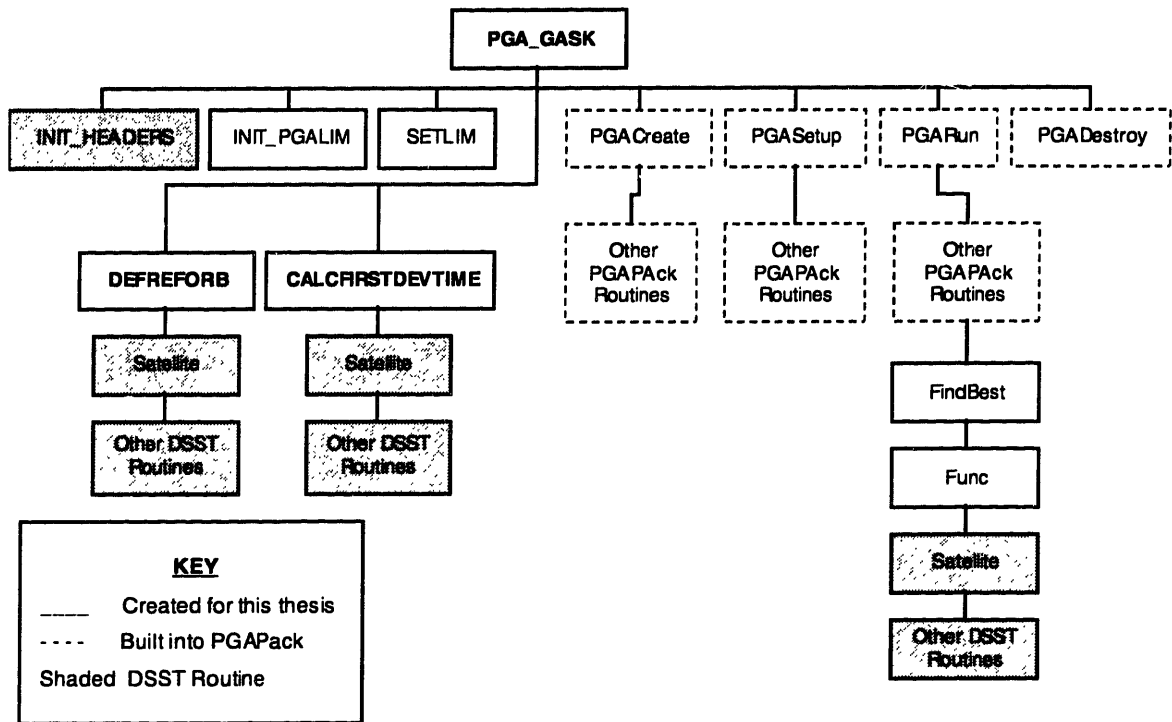 PGA_GASK
INIT_HEADERS
INIT_PGALIM
SETLIM
PGACreate
PGASetup
PGARun
PGADestroy
DEFREFORB
CALCFIRSTDEVTIME
Other
PGAPAck
Routines
Other
PGAPAck
Routines
Other
PGAPAck
Routines
Satellite
Satellite
Other DSST
Routines
Other DSST
Routines
FindBest
Func
Satellite
Other DSST
Routines
KEY
____ Created for this thesis
---- Built into PGAPack
Shaded DSST Routine